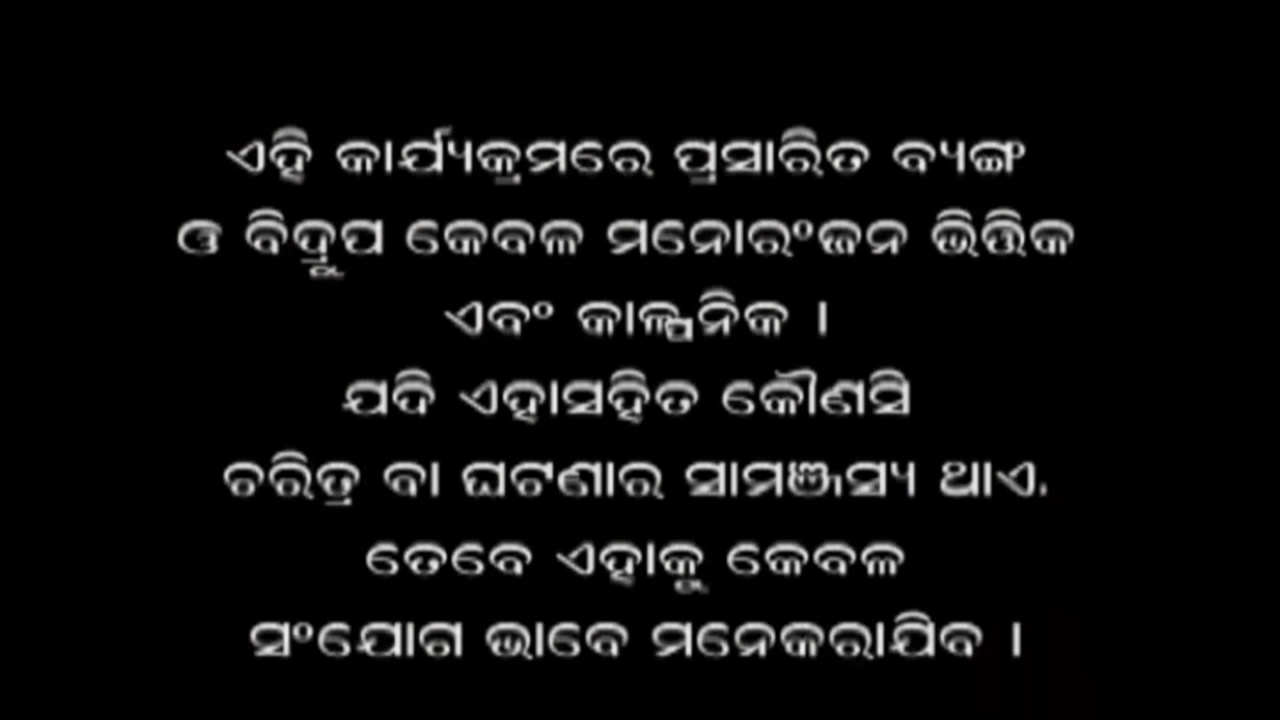 ଏହି କାର୍ଯ୍ୟକ୍ରମରେ ପ୍ରସାରିତ ବ୍ୟଙ୍ଗ
ଓ ବିଦ୍ରୁପ କେବଳ ମନୋରଂଜନ ଭିତ୍ତିକ
ଏବଂ କାଳ୍ପନିକ ।
ଯଦି ଏହାସହିତ କୌଣସି
ଚରିତ୍ର ବା ଘଟଣାର ସାମଞ୍ଜସ୍ୟ ଥାଏ,
ତେବେ ଏହାକୁ କେବଳ
ସଂଯୋଗ ଭାବେ ମନେକରାଯିବ ।